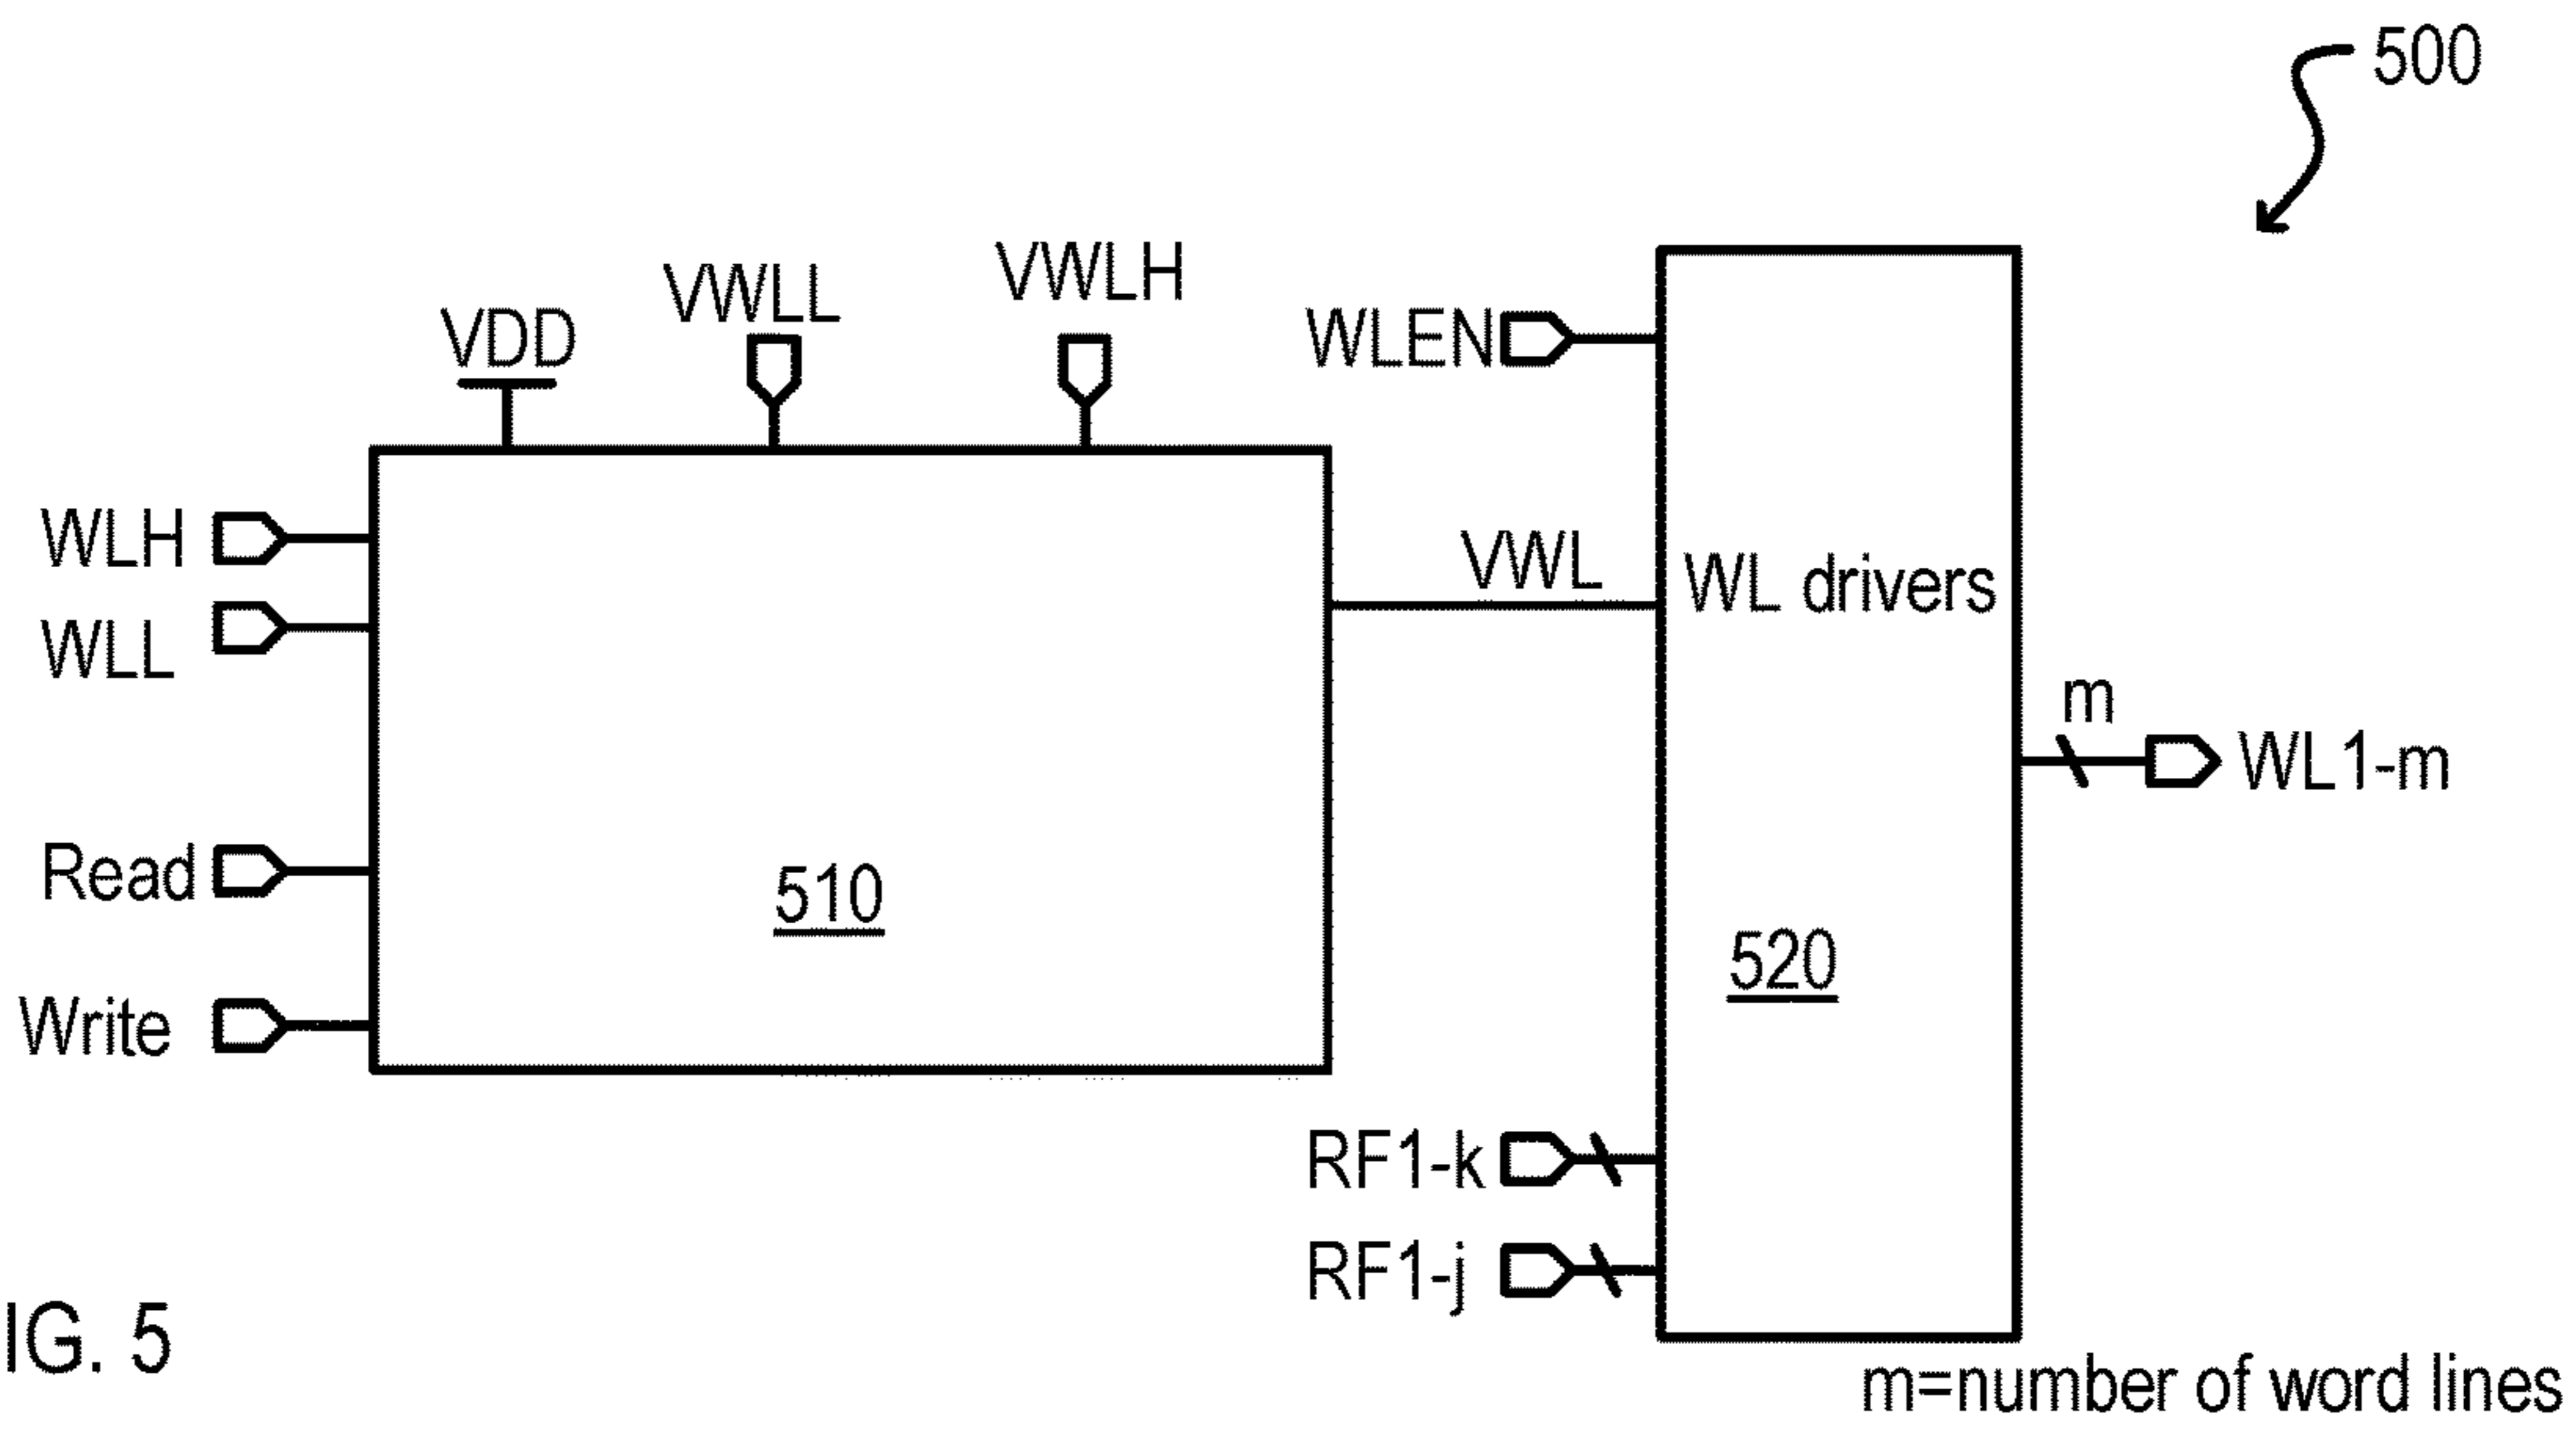 500
VDD
VWLL
VWLH
WLEN
WLH
WLL
VWL
WL drivers
m
WL1-m
Read
510
520
Write
RF1-k
RF1-j
IG. 5
m=number of word lines